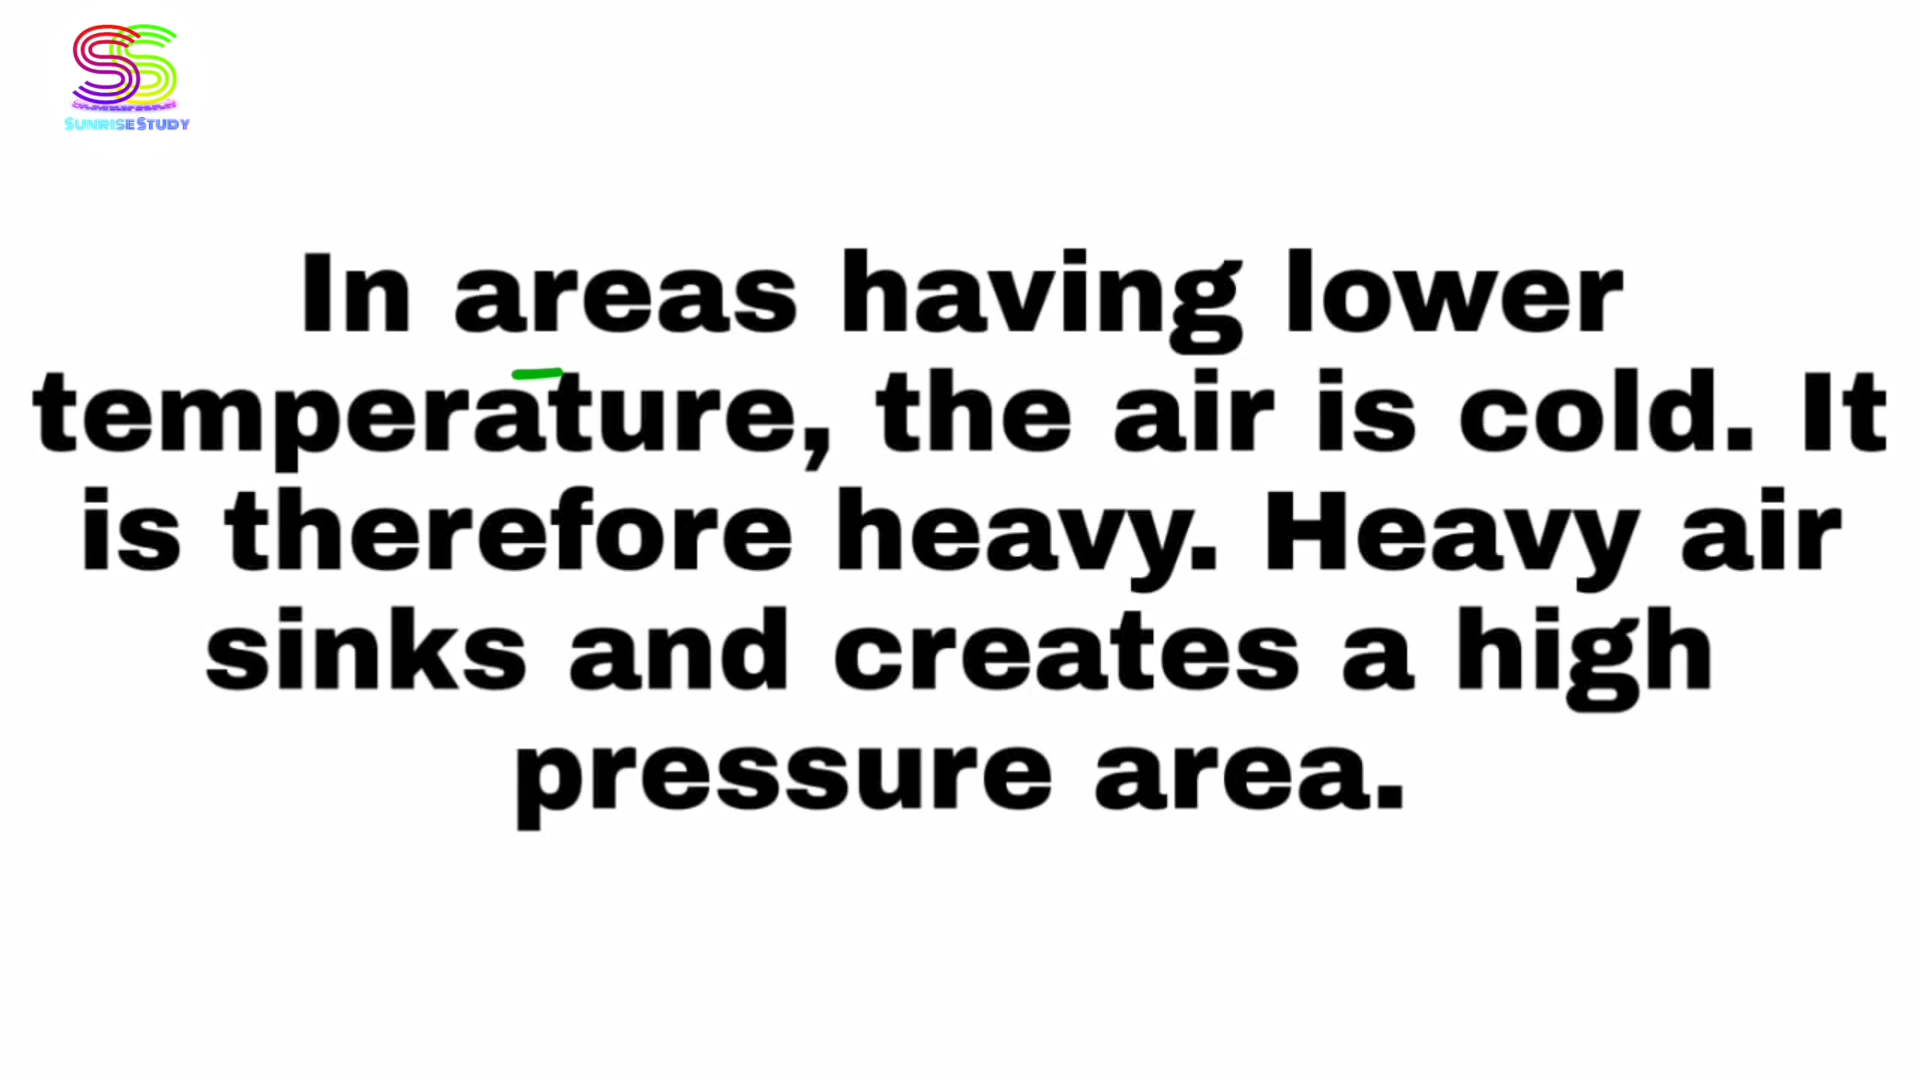 SUNRISESTUDY
In areas having lower
temperature, the air is cold. It
is therefore heavy. Heavy air
sinks and creates a high
pressure area.